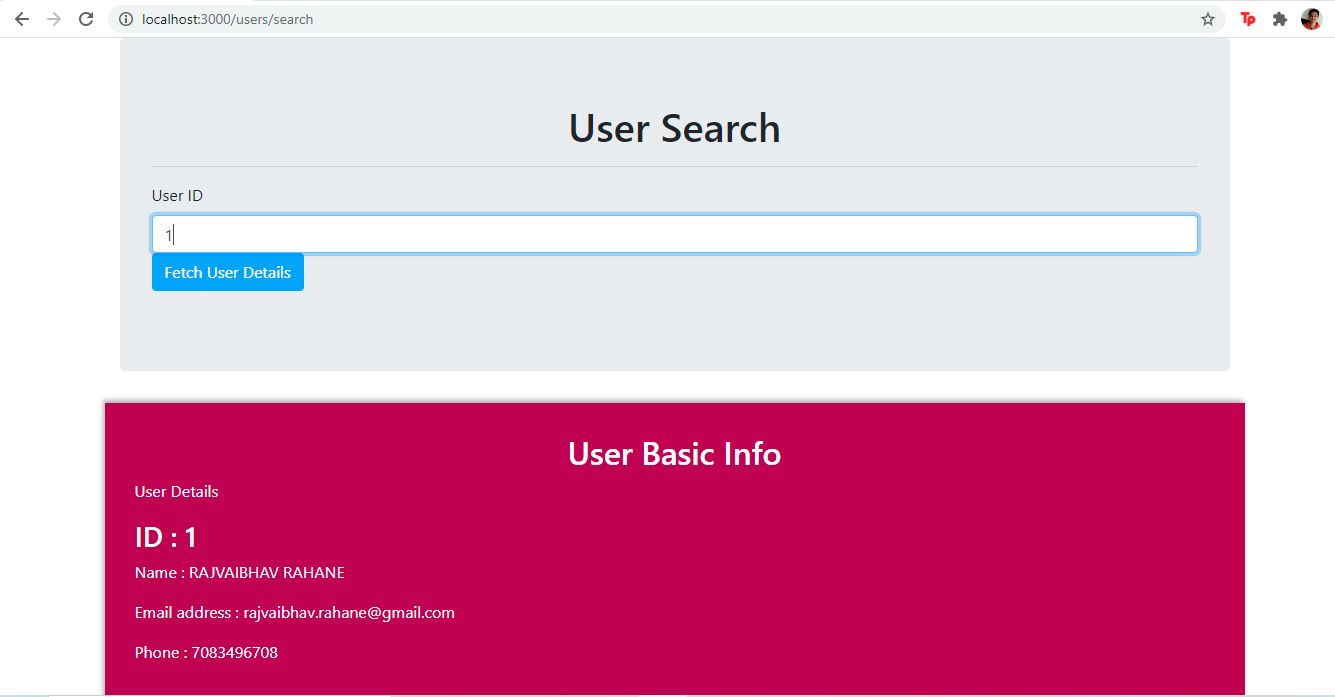 localhost:3000/users/search
Tp
User Search
User ID
1
Fetch User Details
User Basic Info
User Details
ID : 1
Name : RAJVAIBHAV RAHANE
Email address : rajvaibhav.rahane@gmail.com
Phone : 7083496708